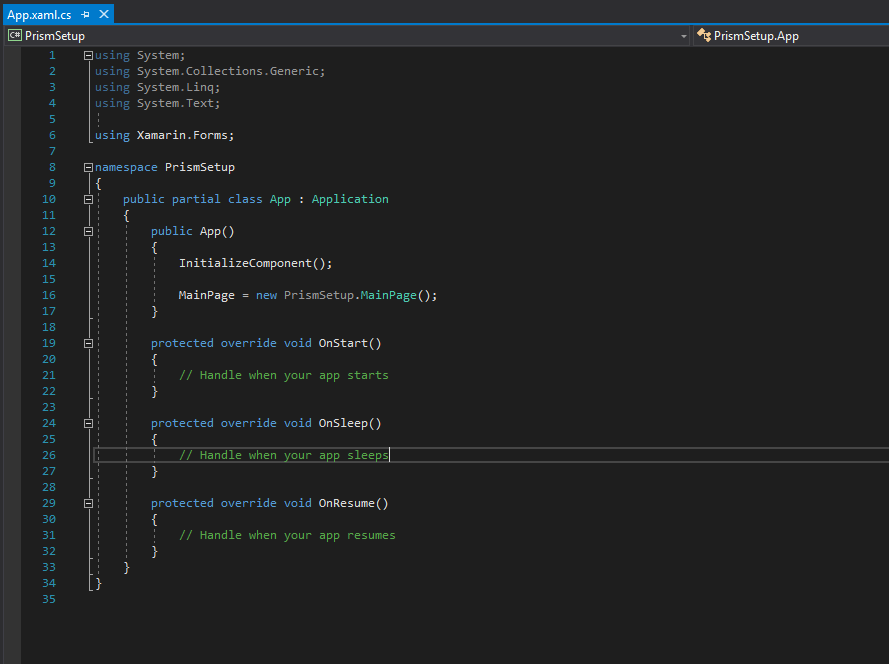 App.xaml.cs
C# PrismSetup PrismSetup.App
1 using System;
2 using System.Collections.Generic;
3 using System.Linq;
4 using System.Text;
5
6 using Xamarin.Forms;
7
8 namespace PrismSetup
9 {
10 public partial class App : Application
11 {
12 public App()
13 {
14 InitializeComponent();
15
16 MainPage = new PrismSetup.MainPage();
17 }
18
19 protected override void OnStart()
20 {
21 // Handle when your app starts
22 }
23
24 protected override void OnSleep()
25 {
26 // Handle when your app sleeps
27 }
28
29 protected override void OnResume()
30 {
31 // Handle when your app resumes
32 }
33 }
34 }
35